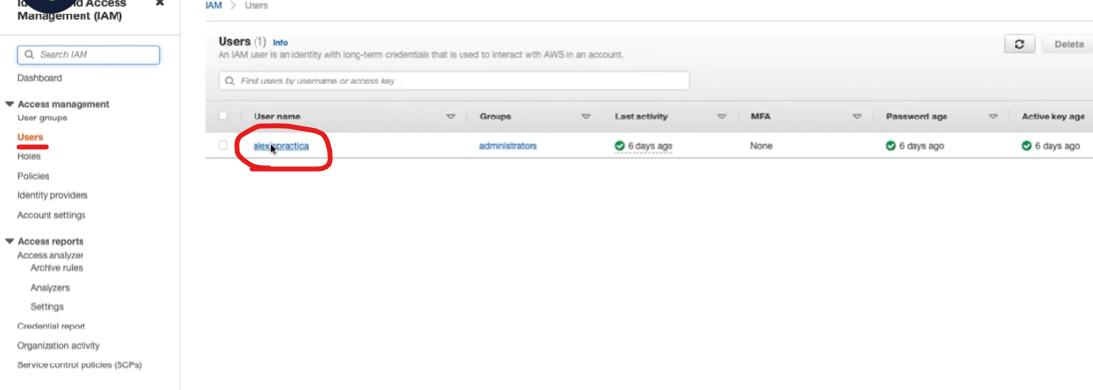 Access
Management (IAM)
IAM > Users
Search IAM
Dashboard
Access management
User groups
Users
Roles
Policies
Identity providers
Account settings
Access reports
Access analyzer
Archive rules
Analyzers
Settings
Credential report
Organization activity
Service control policies (SCPs)
Users (1) Info
An IAM user is an identity with long-term credentials that is used to interact with AWS in an account.
Delete
Find users by username or access key
User name Groups Last activity MFA Password age Active key age
administrators 6 days ago None 6 days ago 6 days ago